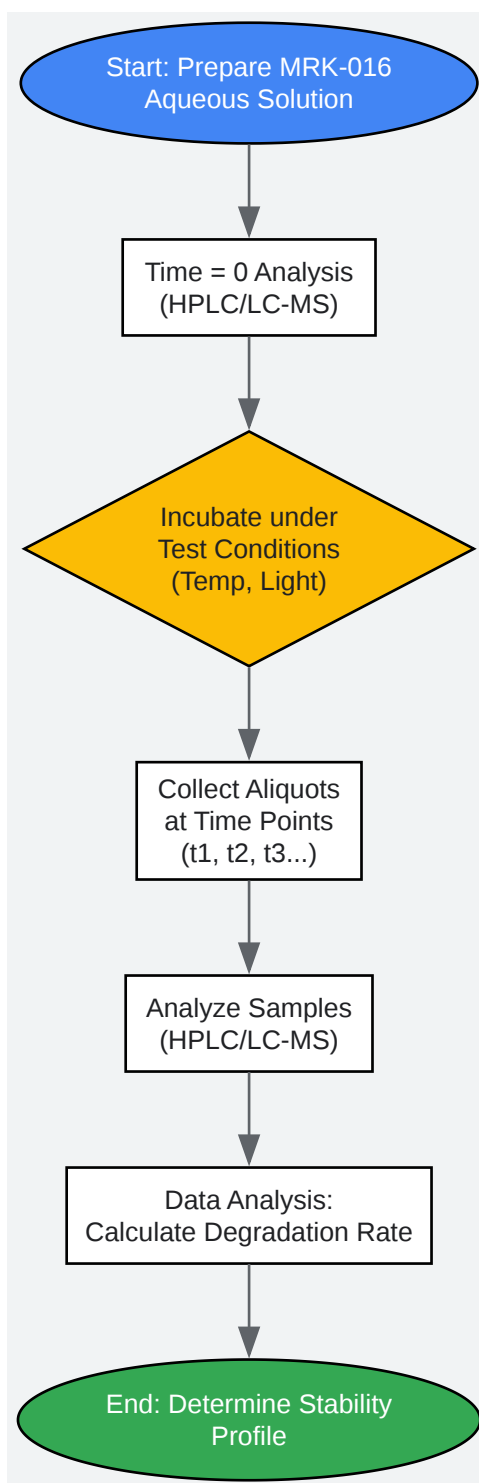 Start: Prepare MRK-016
Aqueous Solution
Time = 0 Analysis
(HPLC/LC-MS)
Incubate under
Test Conditions
(Temp, Light)
Collect Aliquots
at Time Points
(t1, t2, t3...)
Analyze Samples
(HPLC/LC-MS)
Data Analysis:
Calculate Degradation Rate
End: Determine Stability
Profile